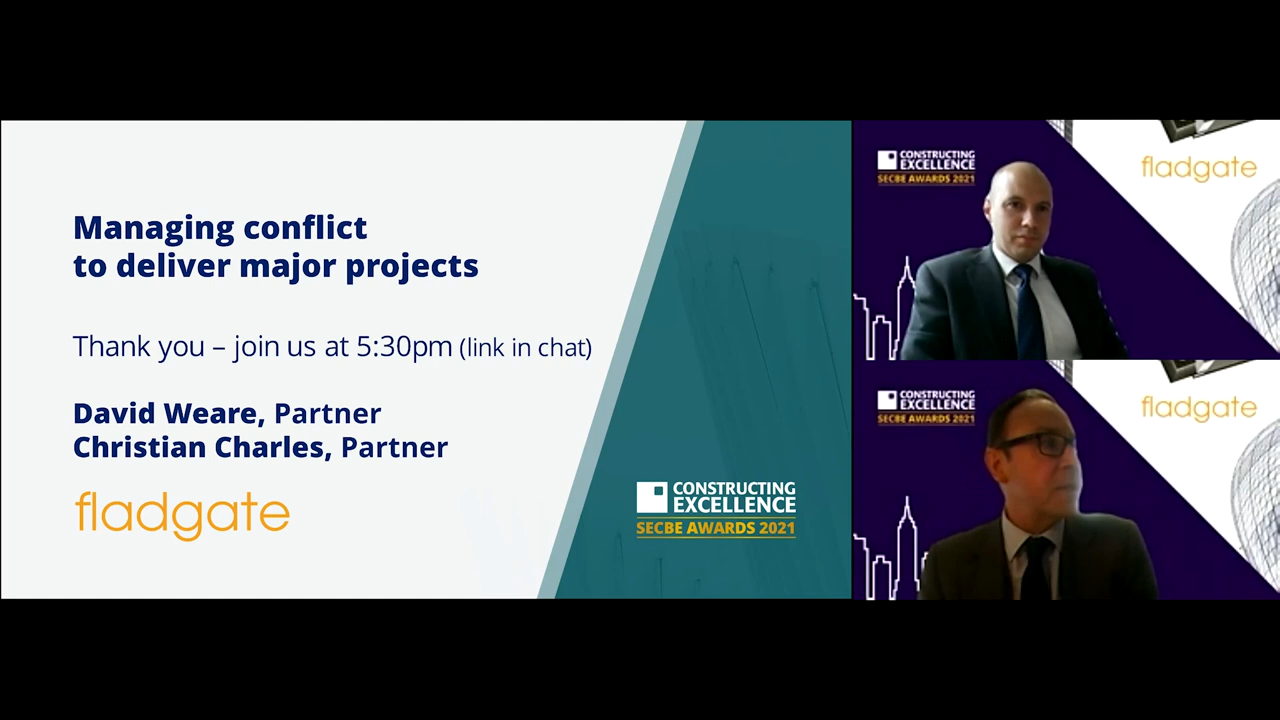 Managing conflict
to deliver major projects
Thank you – join us at 5:30pm (link in chat)
David Weare, Partner
Christian Charles, Partner
fladgate
CONSTRUCTING
EXCELLENCE
SECBE AWARDS 2021
CONSTRUCTING
EXCELLENCE
SECBE AWARDS 2021
fladgate
CONSTRUCTING
EXCELLENCE
SECBE AWARDS 2021
fladgate